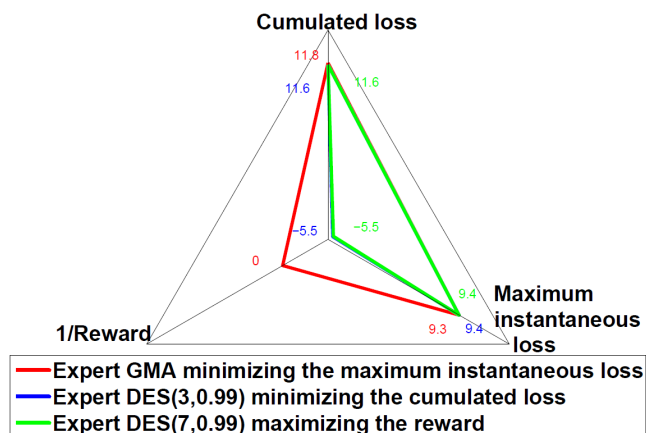 Cumulated loss
11.8
11.6
11.6
−5.5
−5.5
0
9.4
Maximum
instantaneous
loss
9.3
9.4
1/Reward
Expert GMA minimizing the maximum instantaneous loss
Expert DES(3,0.99) minimizing the cumulated loss
Expert DES(7,0.99) maximizing the reward